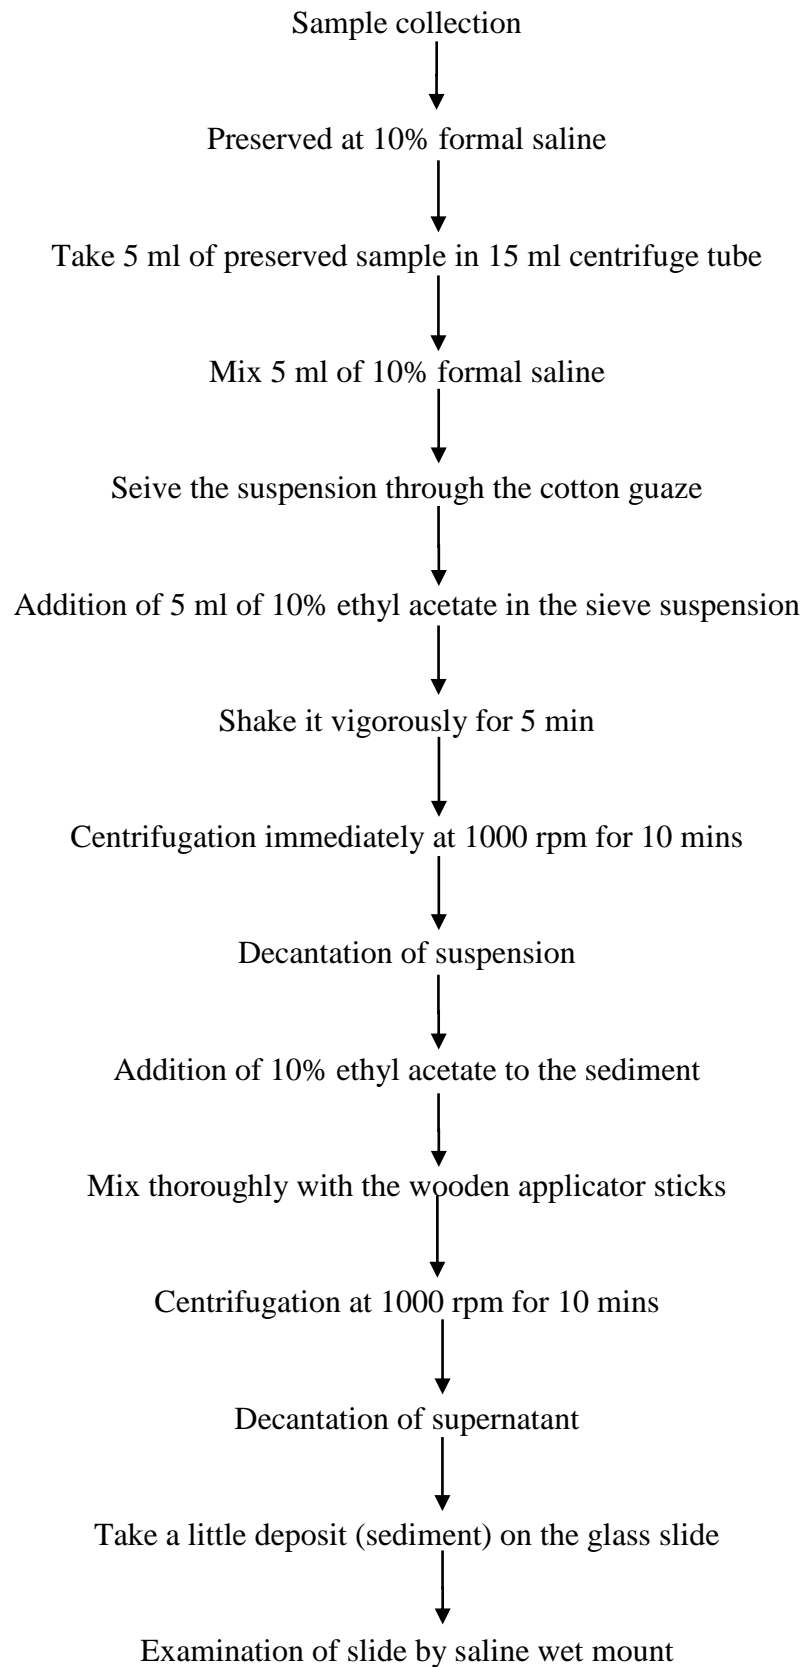 Sample collection
Preserved at 10% formal saline
Take 5 ml of preserved sample in 15 ml centrifuge tube
Mix 5 ml of 10% formal saline
Seive the suspension through the cotton guaze
Addition of 5 ml of 10% ethyl acetate in the sieve suspension
Shake it vigorously for 5 min
Centrifugation immediately at 1000 rpm for 10 mins
Decantation of suspension
Addition of 10% ethyl acetate to the sediment
Mix thoroughly with the wooden applicator sticks
Centrifugation at 1000 rpm for 10 mins
Decantation of supernatant
Take a little deposit (sediment) on the glass slide
Examination of slide by saline wet mount